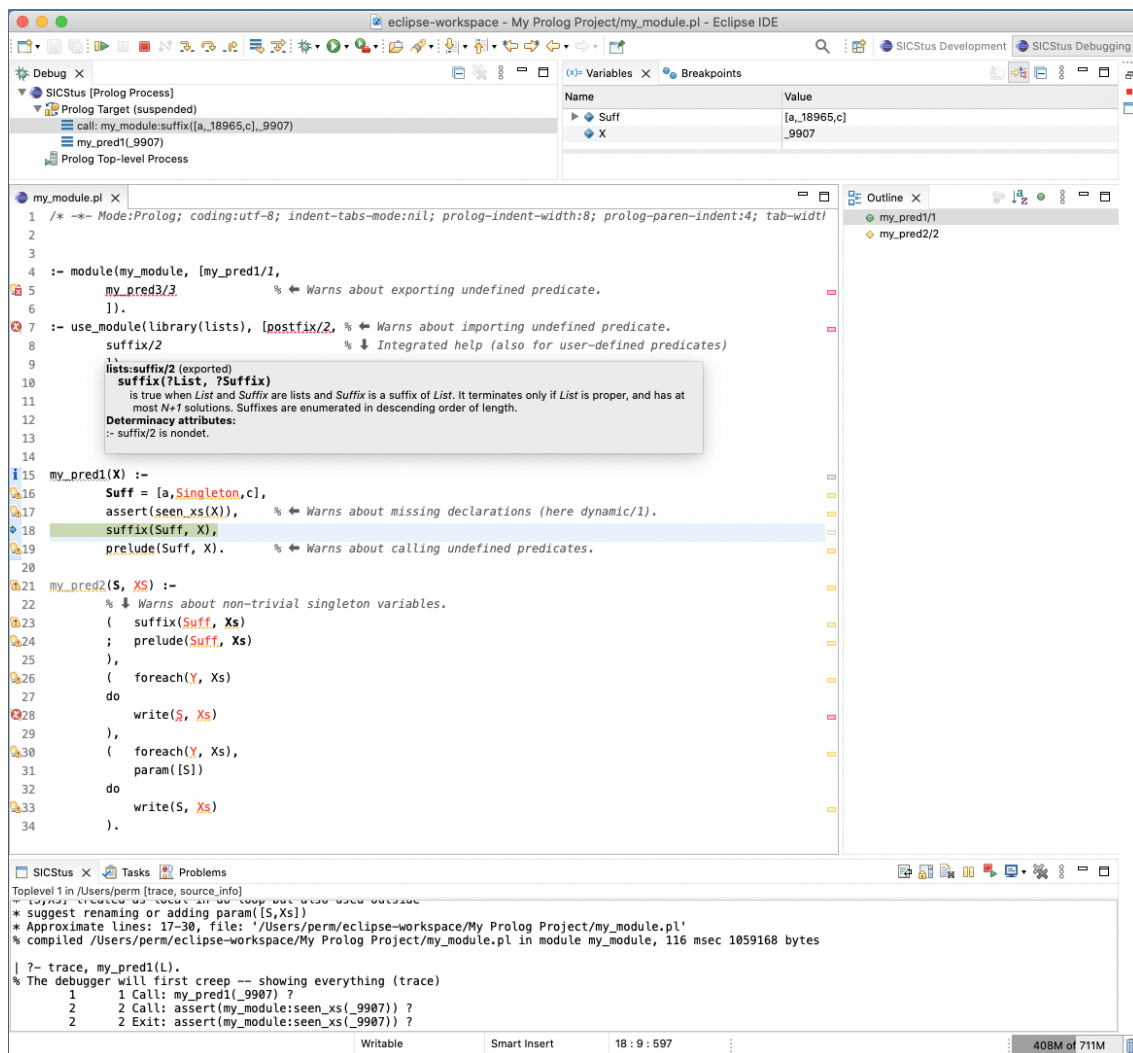 eclipse-workspace - My Prolog Project/my_module.pl - Eclipse IDE
SICStus Development
SICStus Debugging
Debug
SICStus [Prolog Process]
Prolog Target (suspended)
call: my_module:suffix([a,_18965,c],_9907)
my_pred1(_9907)
Prolog Top-level Process
(x)= Variables
Breakpoints
Name Value
Suff [a,_18965,c]
X _9907
my_module.pl
1 /* -*- Mode:Prolog; coding:utf-8; indent-tabs-mode:nil; prolog-indent-width:8; prolog-paren-indent:4; tab-width
2
3
4 :- module(my_module, [my_pred1/1,
5 my_pred3/3 % ← Warns about exporting undefined predicate.
6 ]).
7 :- use_module(library(lists), [postfix/2, % ← Warns about importing undefined predicate.
8 suffix/2 % ↓ Integrated help (also for user-defined predicates)
9
lists:suffix/2 (exported)
10 suffix(?List, ?Suffix)
11 is true when List and Suffix are lists and Suffix is a suffix of List. It terminates only if List is proper, and has at
most N+1 solutions. Suffixes are enumerated in descending order of length.
12 Determinacy attributes:
13 :- suffix/2 is nondet.
14
15 my_pred1(X) :-
16 Suff = [a,Singleton,c],
17 assert(seen_xs(X)), % ← Warns about missing declarations (here dynamic/1).
18 suffix(Suff, X),
19 prelude(Suff, X). % ← Warns about calling undefined predicates.
20
21 my_pred2(S, XS) :-
22 % ↓ Warns about non-trivial singleton variables.
23 ( suffix(Suff, Xs)
24 ; prelude(Suff, Xs)
25 ),
26 ( foreach(Y, Xs)
27 do
28 write(S, Xs)
29 ),
30 ( foreach(Y, Xs),
31 param([S])
32 do
33 write(S, Xs)
34 ).
Outline
my_pred1/1
my_pred2/2
SICStus
Tasks
Problems
Toplevel 1 in /Users/perm [trace, source_info]
* [S,Xs] treated as local in do-loop but also used outside
* suggest renaming or adding param([S,Xs])
* Approximate lines: 17-30, file: '/Users/perm/eclipse-workspace/My Prolog Project/my_module.pl'
% compiled /Users/perm/eclipse-workspace/My Prolog Project/my_module.pl in module my_module, 116 msec 1059168 bytes
| ?- trace, my_pred1(L).
% The debugger will first creep -- showing everything (trace)
1 1 Call: my_pred1(_9907) ?
2 2 Call: assert(my_module:seen_xs(_9907)) ?
2 2 Exit: assert(my_module:seen_xs(_9907)) ?
Writable
Smart Insert
18 : 9 : 597
408M of 711M